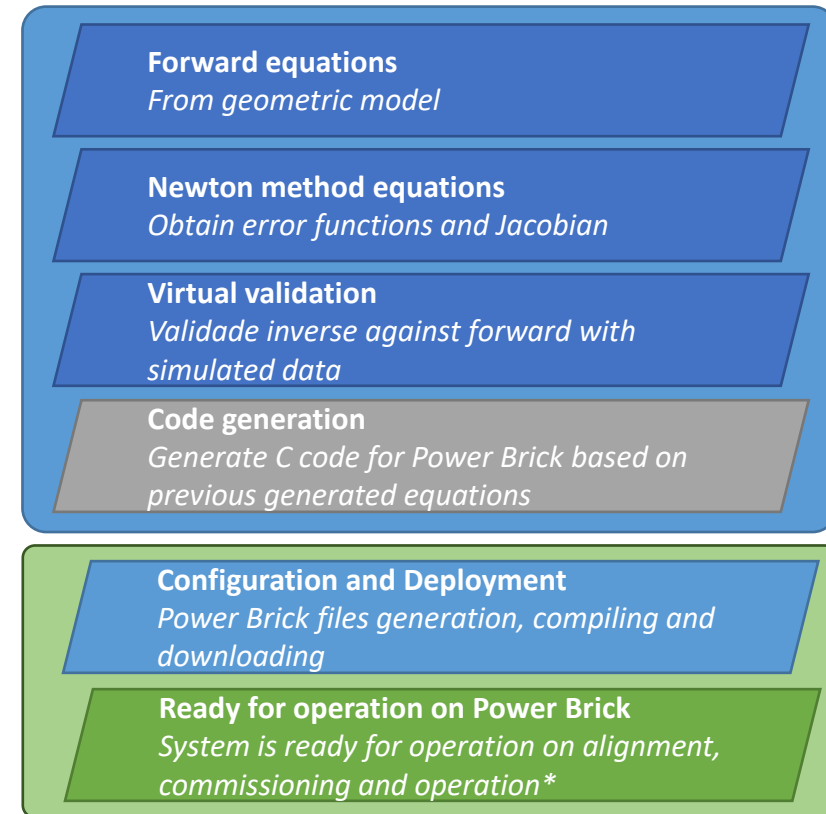 Forward equations
From geometric model
Newton method equations
Obtain error functions and Jacobian
Virtual validation
Validade inverse against forward with
simulated data
Code generation
Generate C code for Power Brick based on
previous generated equations
Configuration and Deployment
Power Brick files generation, compiling and
downloading
Ready for operation on Power Brick
System is ready for operation on alignment,
commissioning and operation*